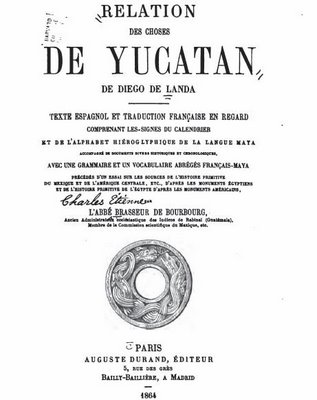 RELATION
DES CHOSES
DE YUCATAN
DE DIEGO DE LANDA
TEXTE ESPAGNOL ET TRADUCTION FRANÇAISE EN REGARD
COMPRENANT LES SIGNES DU CALENDRIER
ET DE L'ALPHABET HIÉROGLYPHIQUE DE LA LANGUE MAYA
ACCOMPAGNÉ DE DOCUMENTS DIVERS HISTORIQUES ET CHRONOLOGIQUES,
AVEC UNE GRAMMAIRE ET UN VOCABULAIRE ABRÉGÉS FRANÇAIS-MAYA
PRÉCÉDÉS D'UN ESSAI SUR LES SOURCES DE L'HISTOIRE PRIMITIVE
DU MEXIQUE ET DE L'AMÉRIQUE CENTRALE, ETC., D'APRÈS LES MONUMENTS ÉGYPTIENS
ET DE L'HISTOIRE PRIMITIVE DE L'ÉGYPTE D'APRÈS LES MONUMENTS AMÉRICAINS,
Charles Étienne
L'ABBÉ BRASSEUR DE BOURBOURG,
Ancien Administrateur ecclésiastique des Indiens de Rabinal (Guatémala),
Membre de la Commission scientifique du Mexique, etc.
PARIS
AUGUSTE DURAND, ÉDITEUR
5, RUE DES GRÈS
BAILLY-BAILLIÈRE, A MADRID
1864